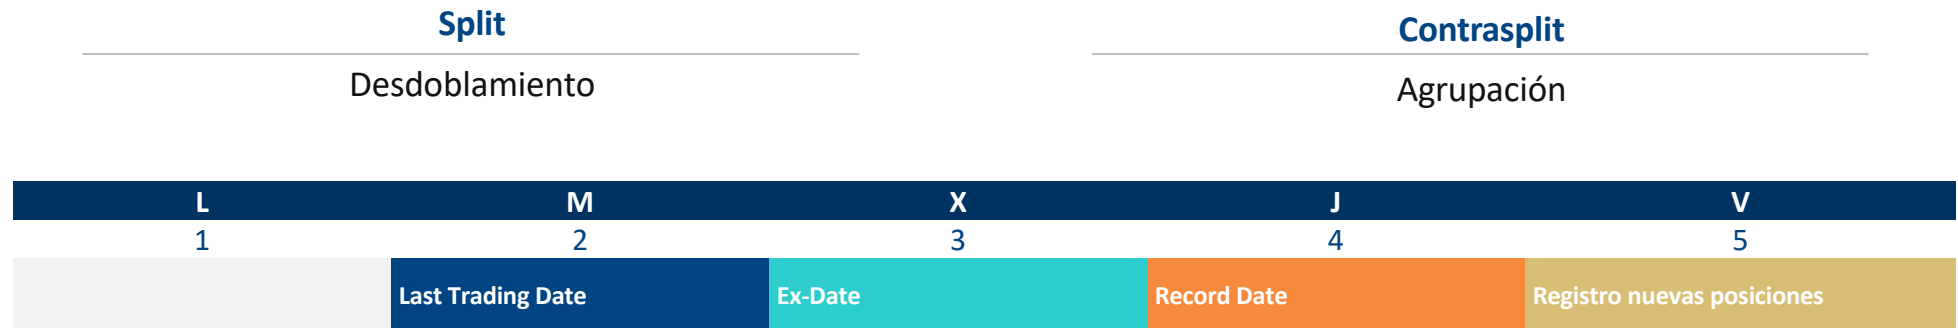 Split
Desdoblamiento
Contrasplit
Agrupación
L M X J V
1 2 3 4 5
Last Trading Date Ex-Date Record Date Registro nuevas posiciones